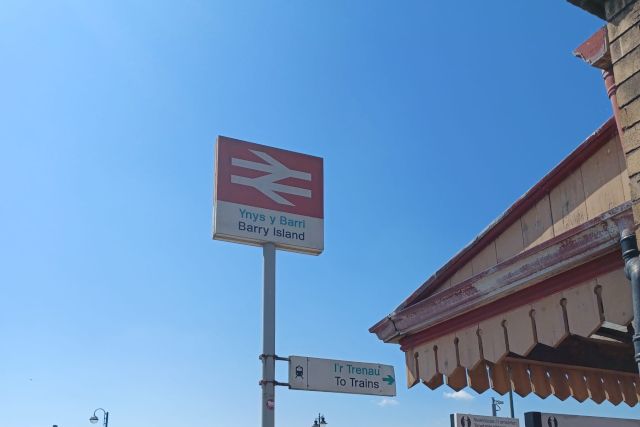 Ynys y Barri
Barry Island
I'r Trenau
To Trains